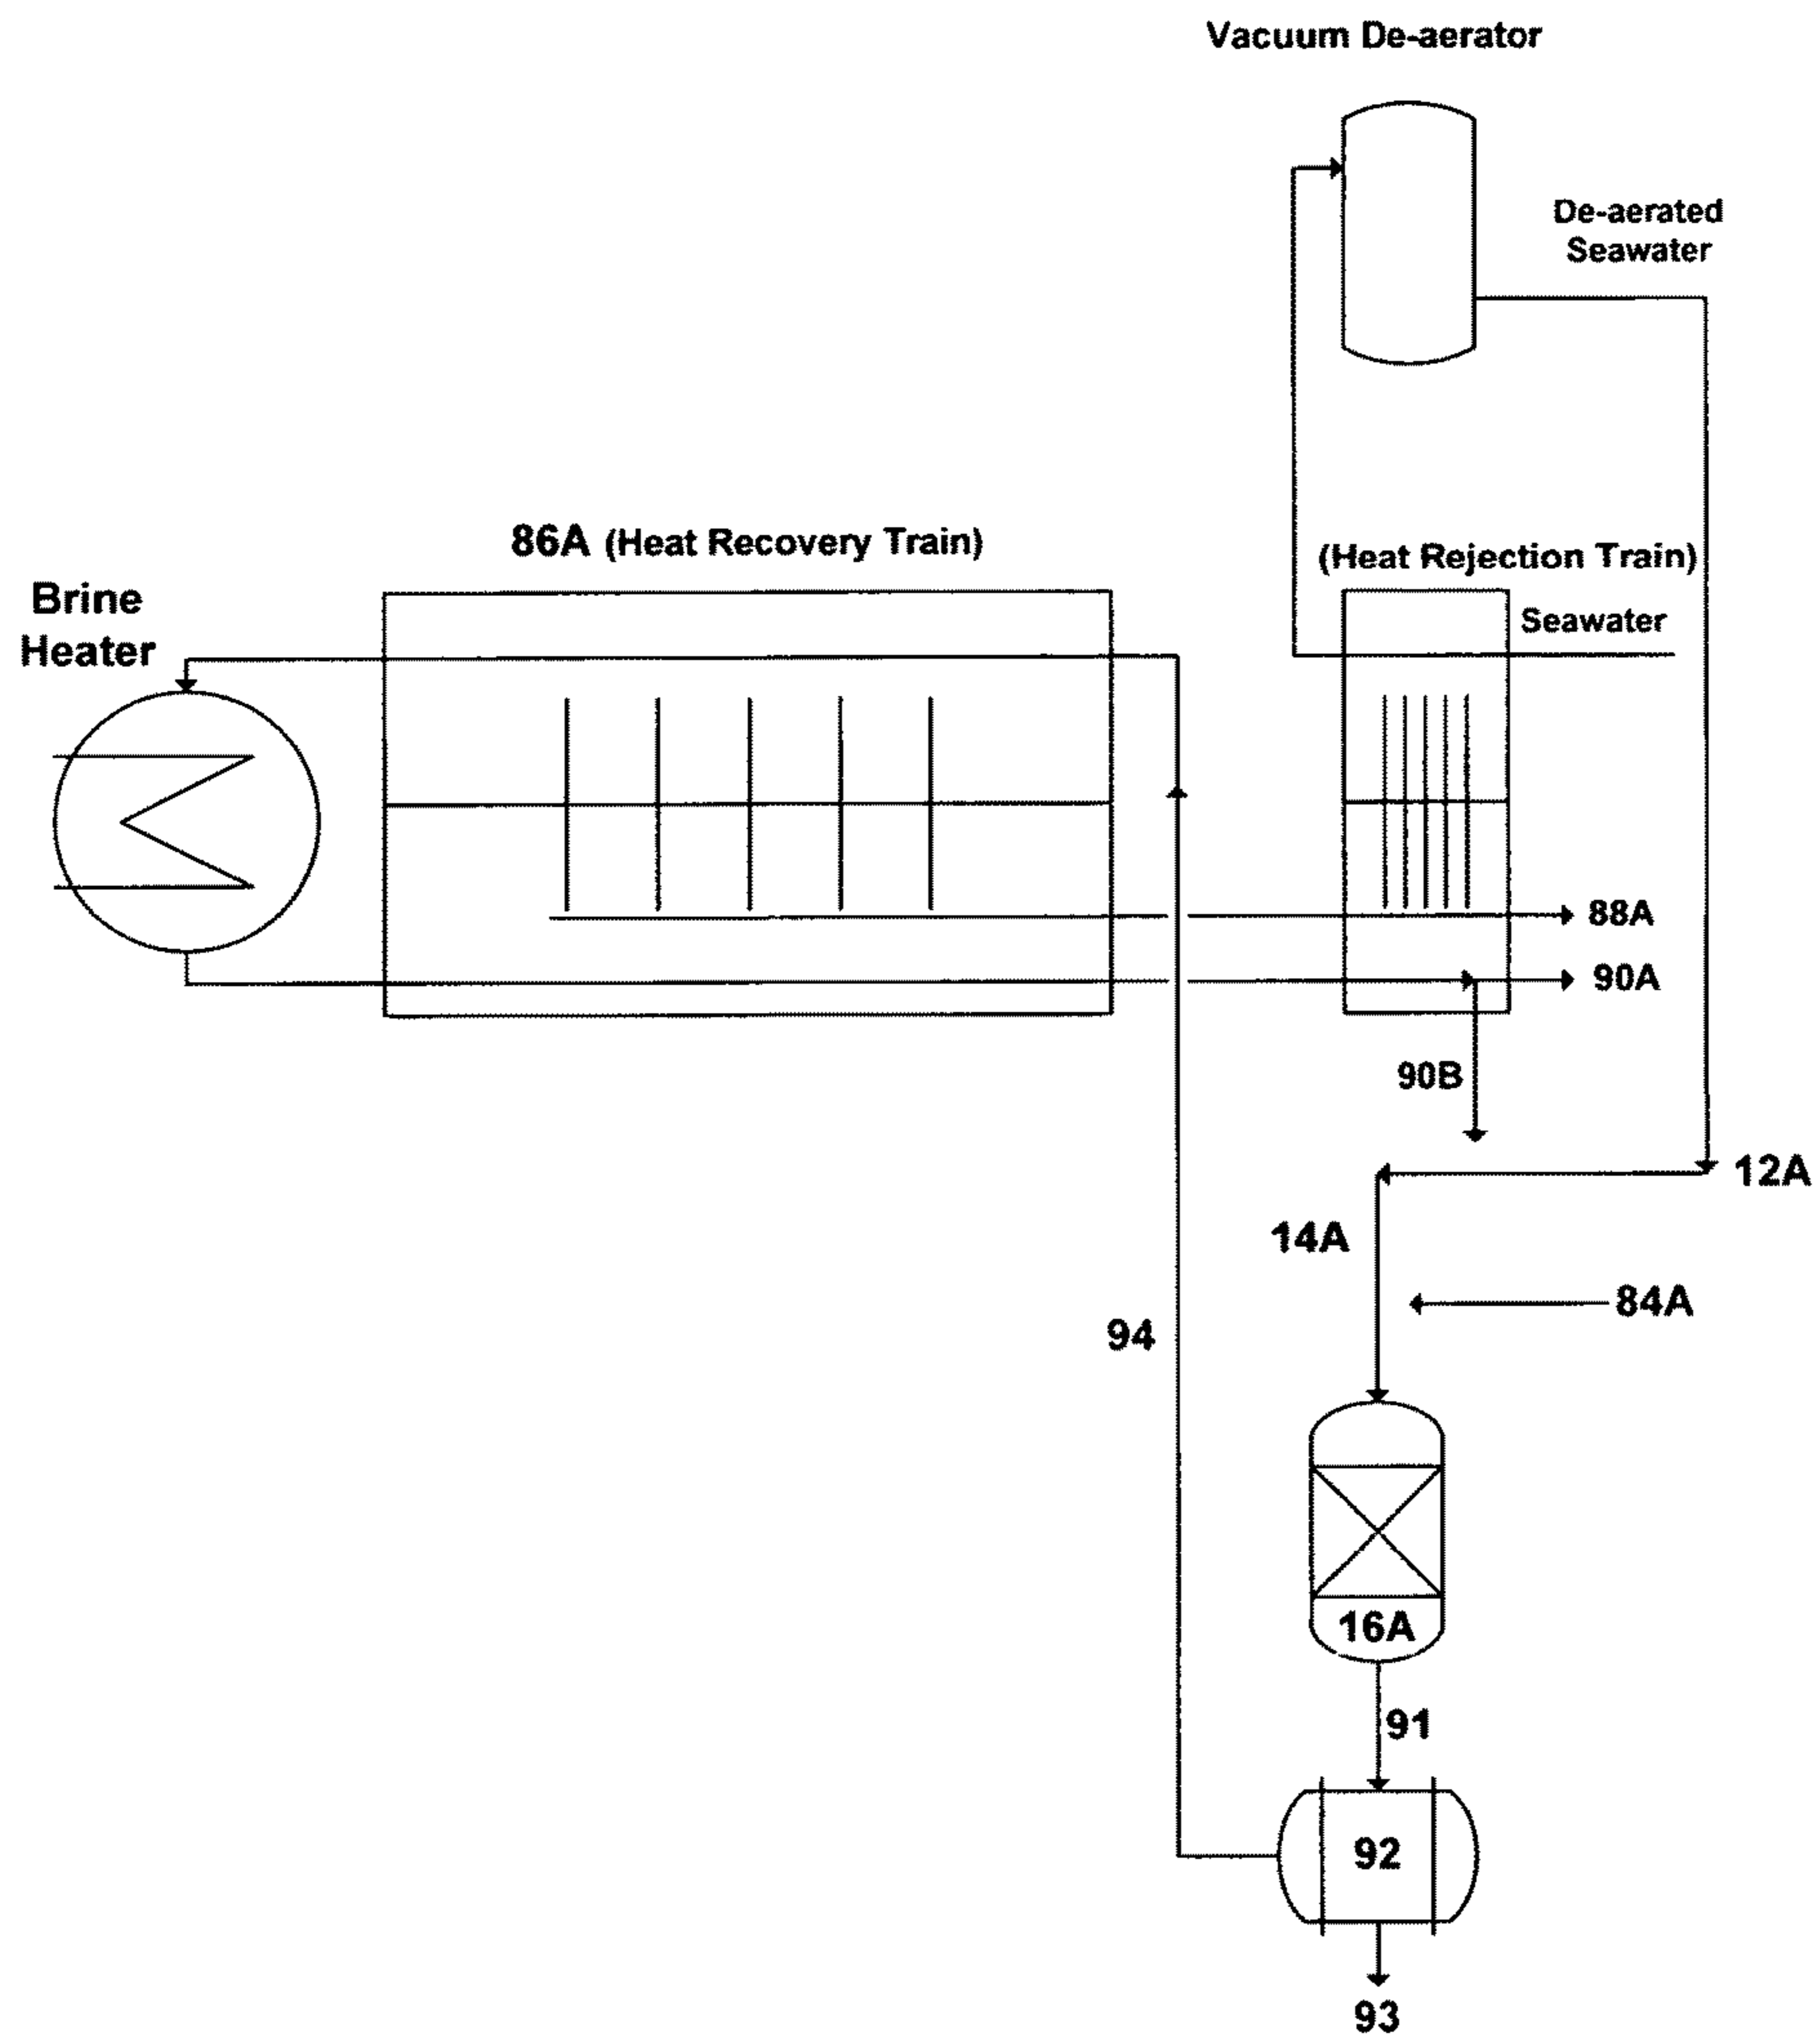 Vacuum De-aerator
De-aerated
Seawater
86A (Heat Recovery Train)
(Heat Rejection Train)
Brine
Heater
Seawater
88A
90A
90B
12A
14A
84A
94
16A
91
92
93